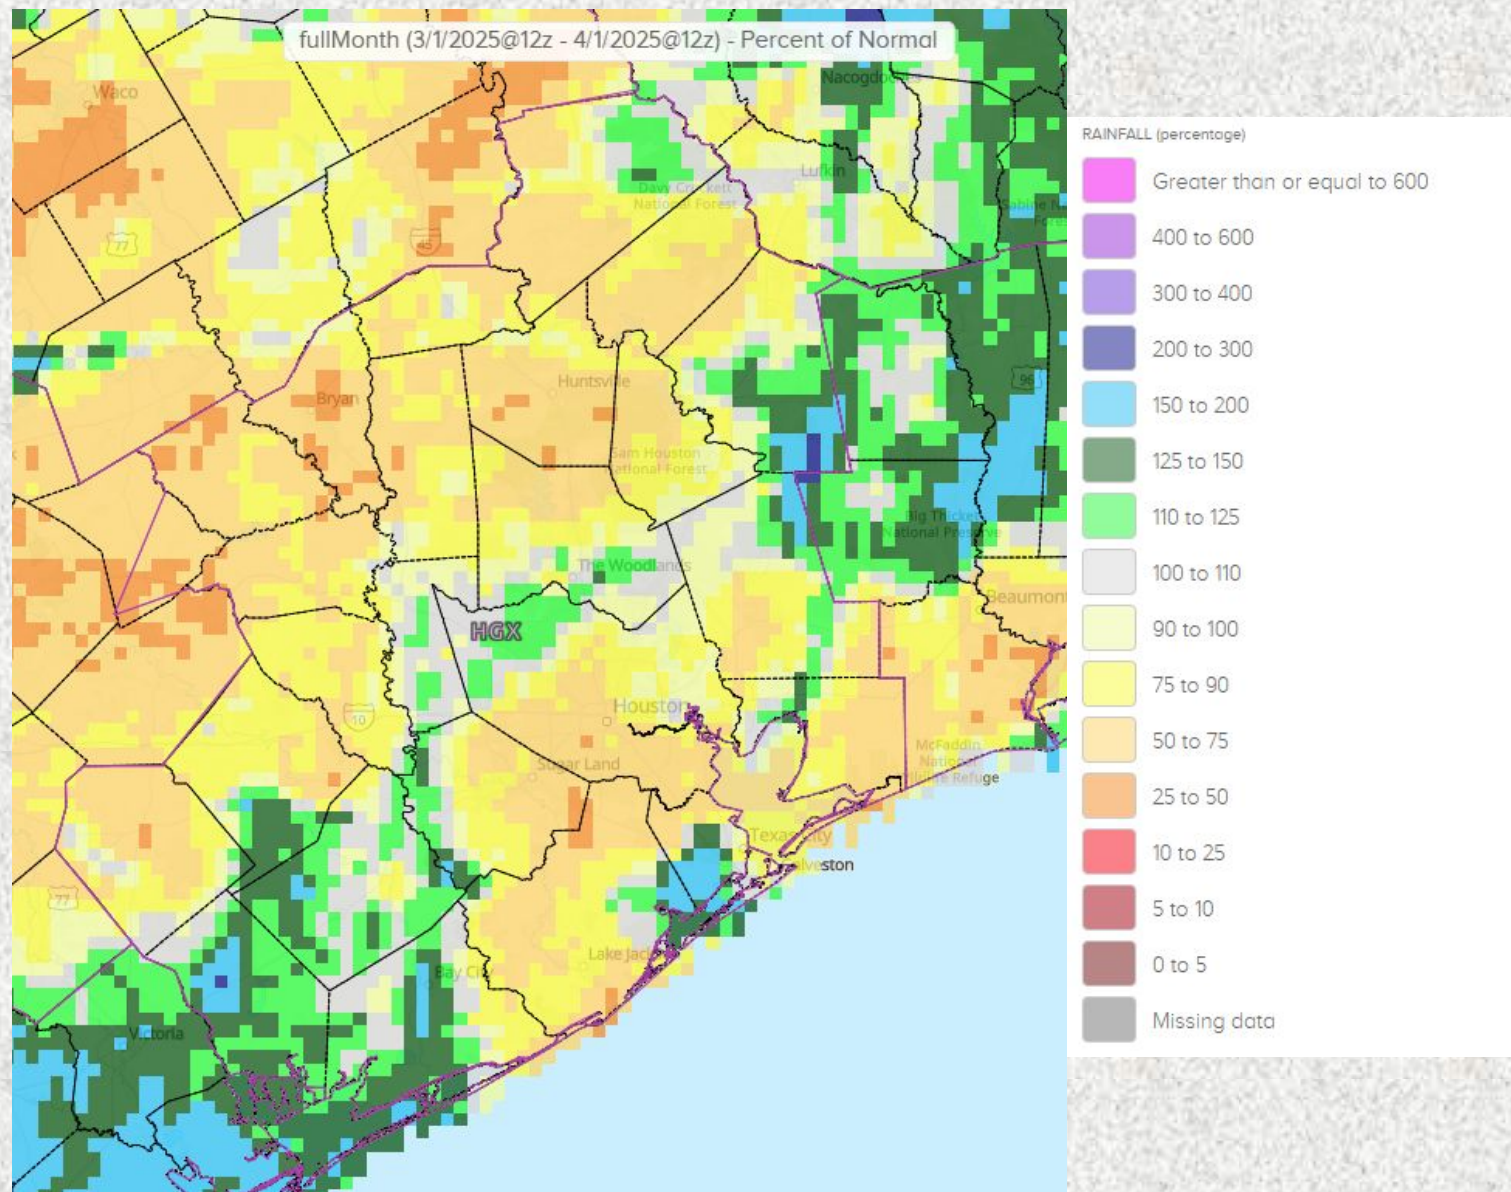 fullMonth (3/1/2025@12z - 4/1/2025@12z) - Percent of Normal
Waco
Lufkin
Davy Crockett
National Forest
77
45
96
Huntsville
Bryan
Sam Houston
National Forest
Big Thicket
National Preserve
The Woodlands
Beaumont
HGX
10
Houston
Sugar Land
McFaddin
National
Wildlife Refuge
Texas City
Galveston
77
Lake Jackson
Bay City
Victoria
RAINFALL (percentage)
Greater than or equal to 600
400 to 600
300 to 400
200 to 300
150 to 200
125 to 150
110 to 125
100 to 110
90 to 100
75 to 90
50 to 75
25 to 50
10 to 25
5 to 10
0 to 5
Missing data